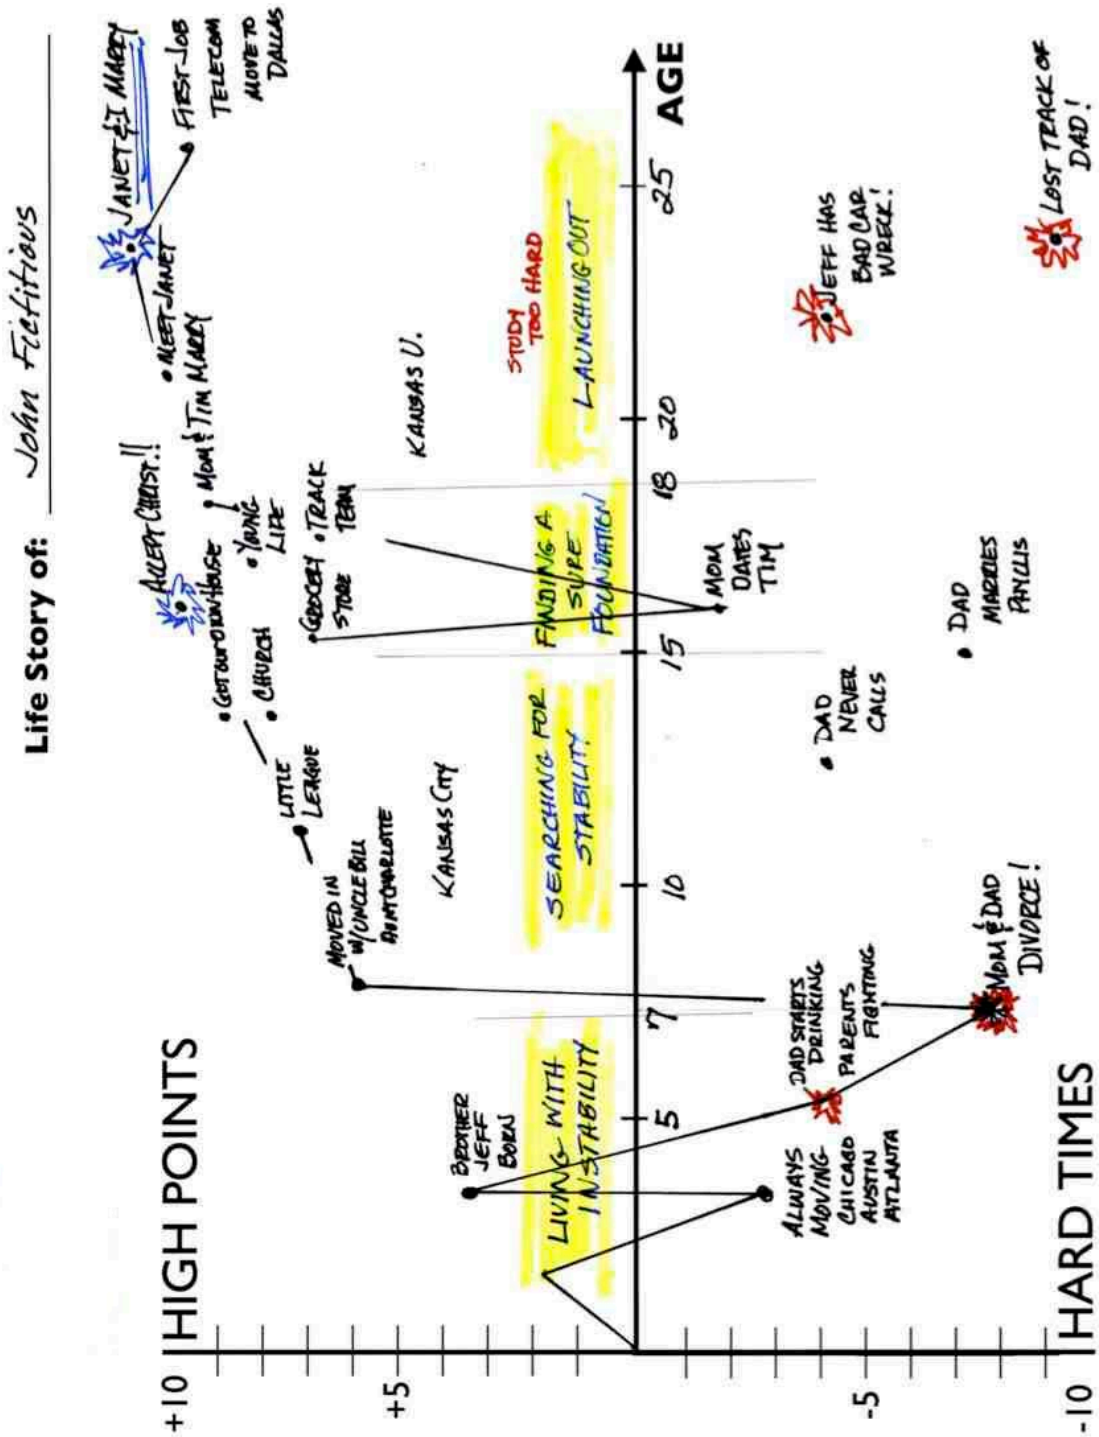 Life Story of: John Fictitious
+10
HIGH POINTS
+5
-5
-10
HARD TIMES
AGE
5
7
10
15
18
20
25
LIVING WITH
INSTABILITY
SEARCHING FOR
STABILITY
FINDING A
SURE
FOUNDATION
LAUNCHING OUT
STUDY
TOO HARD
BROTHER
JEFF
BORN
ALWAYS
MOVING
CHICAGO
AUSTIN
ATLANTA
DAD STARTS
DRINKING
PARENTS
FIGHTING
MOM & DAD
DIVORCE!
MOVED IN
W/UNCLE BILL
AUNT CHARLOTTE
KANSAS CITY
LITTLE
LEAGUE
GOT OUR OWN HOUSE
CHURCH
DAD
NEVER
CALLS
DAD
MARRIES
PHYLLIS
ACCEPT CHRIST!!
GROCERY
STORE
MOM
DATES
TIM
YOUNG
LIFE
TRACK
TEAM
MOM & TIM MARRY
KANSAS U.
MEET JANET
JANET & I MARRY
FIRST JOB
TELECOM
MOVE TO
DALLAS
JEFF HAS
BAD CAR
WRECK!
LOST TRACK OF
DAD!